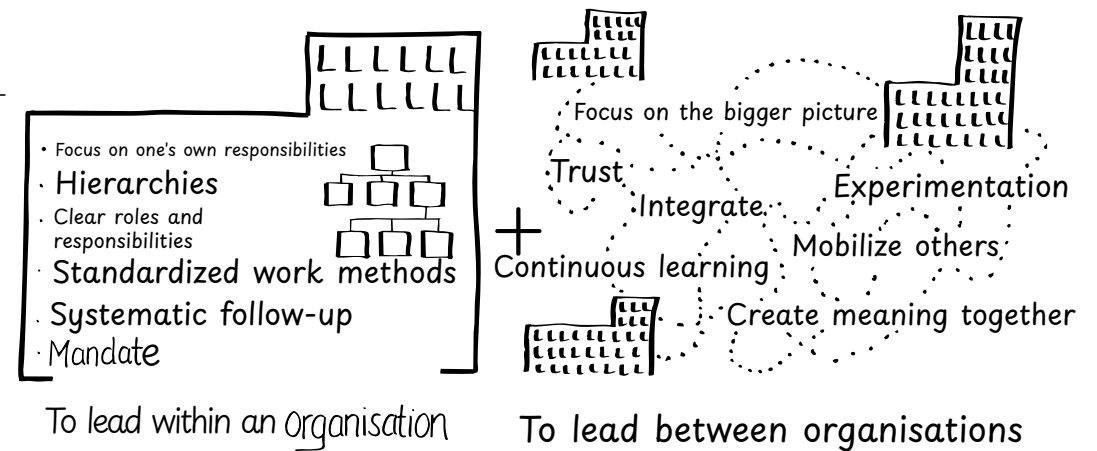 • Focus on one's own responsibilities
· Hierarchies
· Clear roles and
responsibilities
· Standardized work methods
· Systematic follow-up
· Mandate
To lead within an organisation
+
Focus on the bigger picture
Trust
Integrate
Experimentation
Mobilize others
Continuous learning
Create meaning together
To lead between organisations